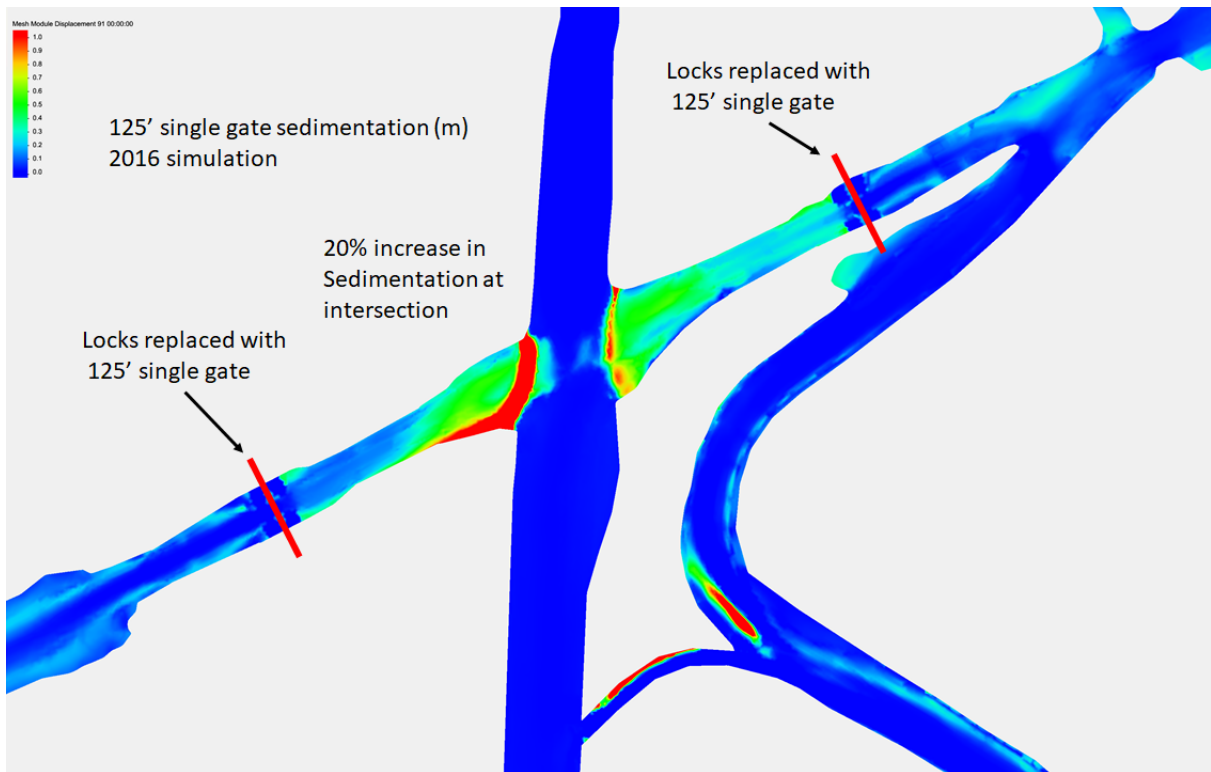 Mesh Module Displacement 91 00:00:00
1.0
0.9
0.8
0.7
0.6
0.5
0.4
0.3
0.2
0.1
0.0
125’ single gate sedimentation (m)
2016 simulation
Locks replaced with
125’ single gate
20% increase in
Sedimentation at
intersection
Locks replaced with
125’ single gate